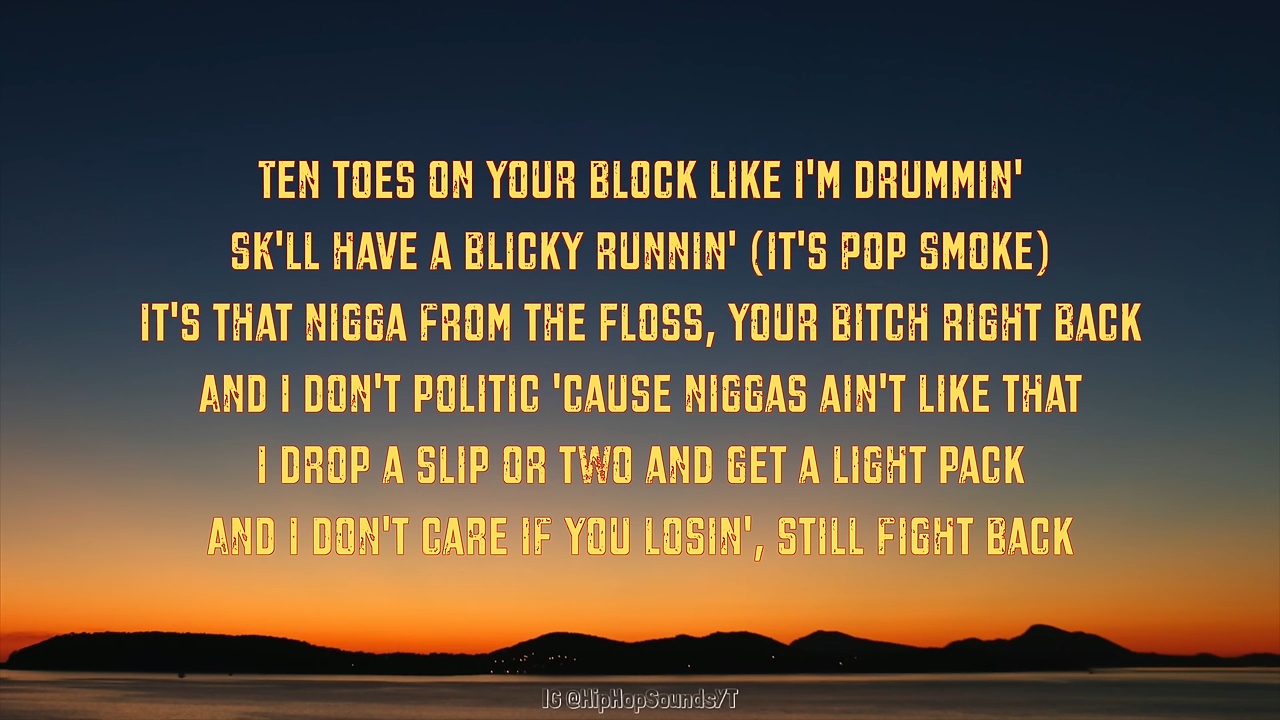 TEN TOES ON YOUR BLOCK LIKE I'M DRUMMIN'
SK'LL HAVE A BLICKY RUNNIN' (IT'S POP SMOKE)
IT'S THAT NIGGA FROM THE FLOSS, YOUR BITCH RIGHT BACK
AND I DON'T POLITIC 'CAUSE NIGGAS AIN'T LIKE THAT
I DROP A SLIP OR TWO AND GET A LIGHT PACK
AND I DON'T CARE IF YOU LOSIN', STILL FIGHT BACK
IG @HipHopSoundsYT